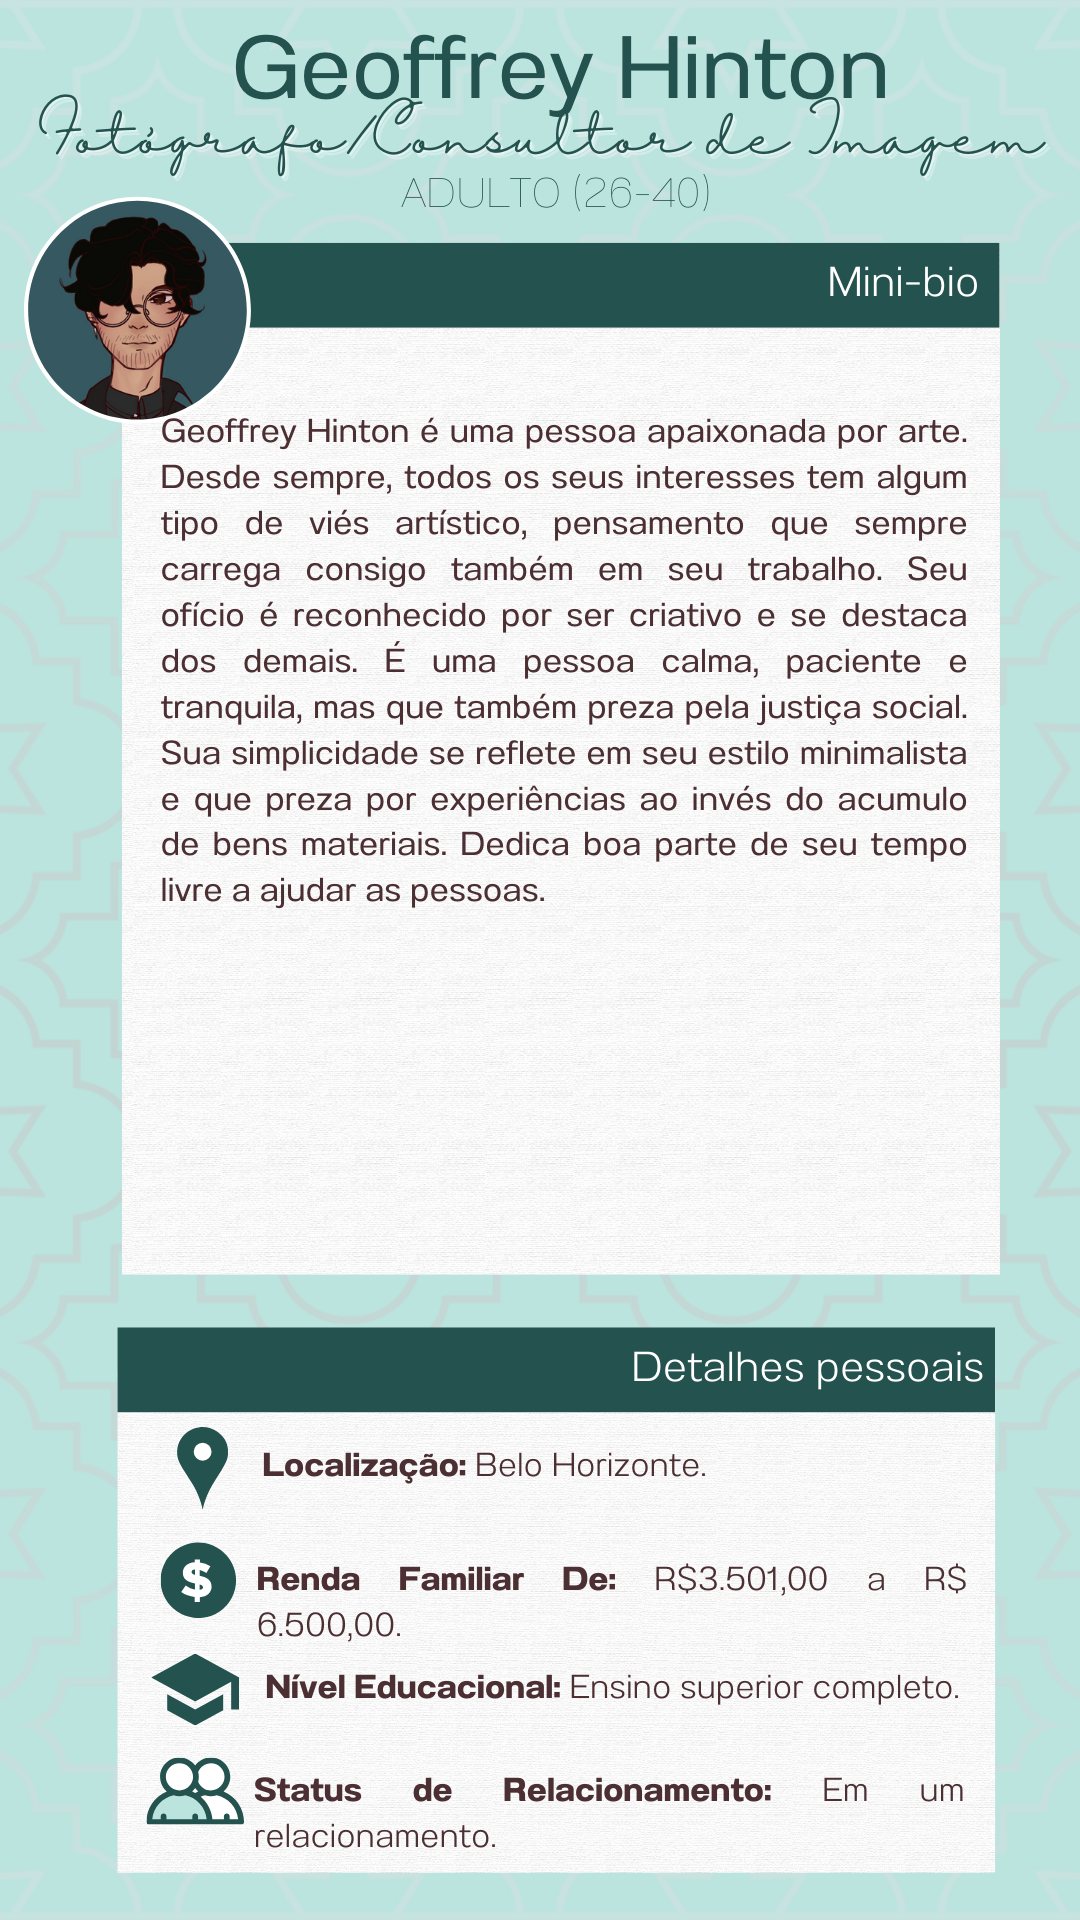 Geoffrey Hinton
Fotógrafo/Consultor de Imagem
ADULTO (26-40)
Mini-bio
Geoffrey Hinton é uma pessoa apaixonada por arte.
Desde sempre, todos os seus interesses tem algum
tipo de viés artístico, pensamento que sempre
carrega consigo também em seu trabalho. Seu
ofício é reconhecido por ser criativo e se destaca
dos demais. É uma pessoa calma, paciente e
tranquila, mas que também preza pela justiça social.
Sua simplicidade se reflete em seu estilo minimalista
e que preza por experiências ao invés do acumulo
de bens materiais. Dedica boa parte de seu tempo
livre a ajudar as pessoas.
Detalhes pessoais
Localização: Belo Horizonte.
$
Renda Familiar De: R$3.501,00 a R$
6.500,00.
Nível Educacional: Ensino superior completo.
Status de Relacionamento: Em um
relacionamento.